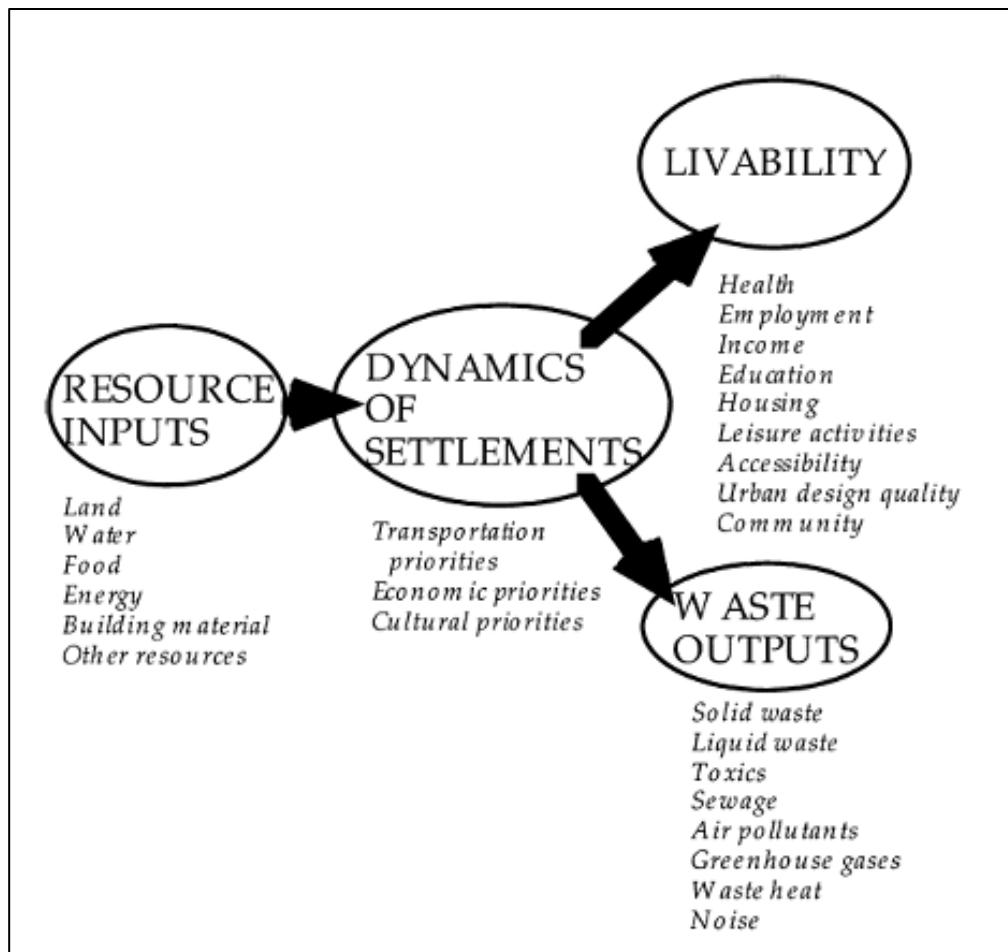 LIVABILITY
Health
Employment
Income
Education
Housing
Leisure activities
Accessibility
Urban design quality
Community
RESOURCE
INPUTS
Land
Water
Food
Energy
Building material
Other resources
DYNAMICS
OF
SETTLEMENTS
Transportation
priorities
Economic priorities
Cultural priorities
WASTE
OUTPUTS
Solid waste
Liquid waste
Toxics
Sewage
Air pollutants
Greenhouse gases
Waste heat
Noise